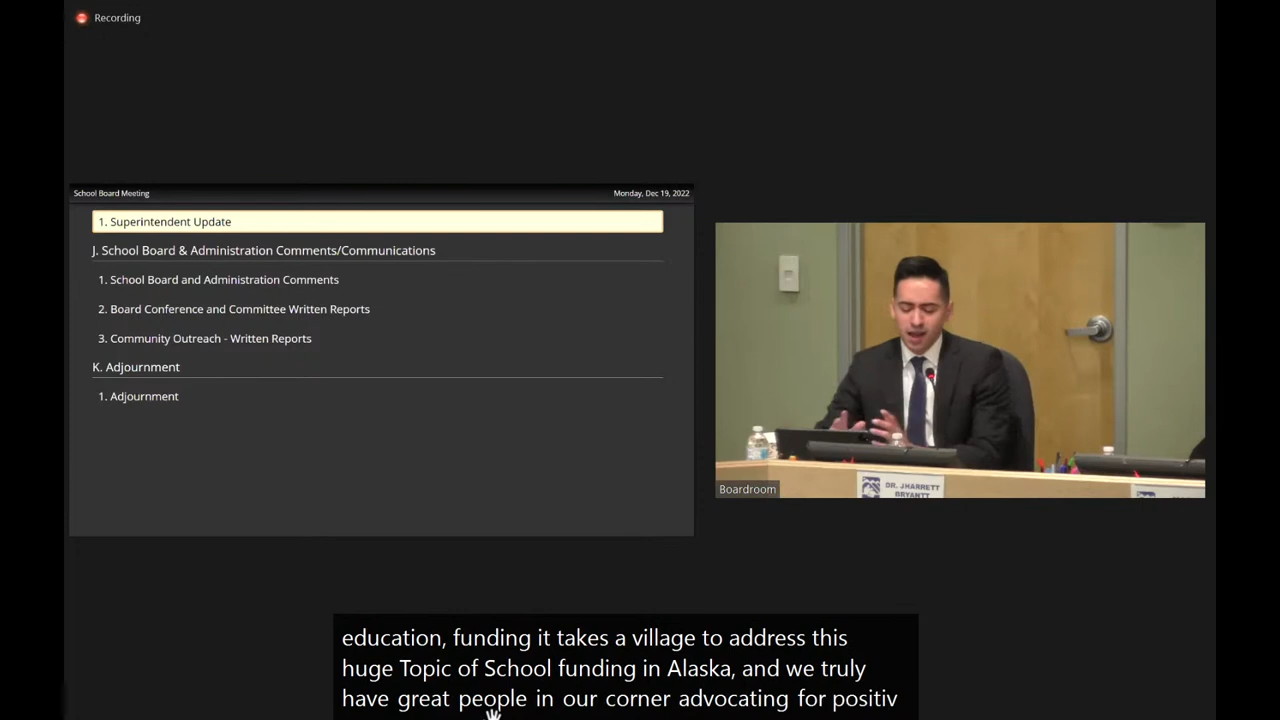 Recording
School Board Meeting
Monday, Dec 19, 2022
1. Superintendent Update
J. School Board & Administration Comments/Communications
1. School Board and Administration Comments
2. Board Conference and Committee Written Reports
3. Community Outreach - Written Reports
K. Adjournment
1. Adjournment
DR. JHARRETT
BRYANTT
Boardroom
education, funding it takes a village to address this
huge Topic of School funding in Alaska, and we truly
have great people in our corner advocating for positiv